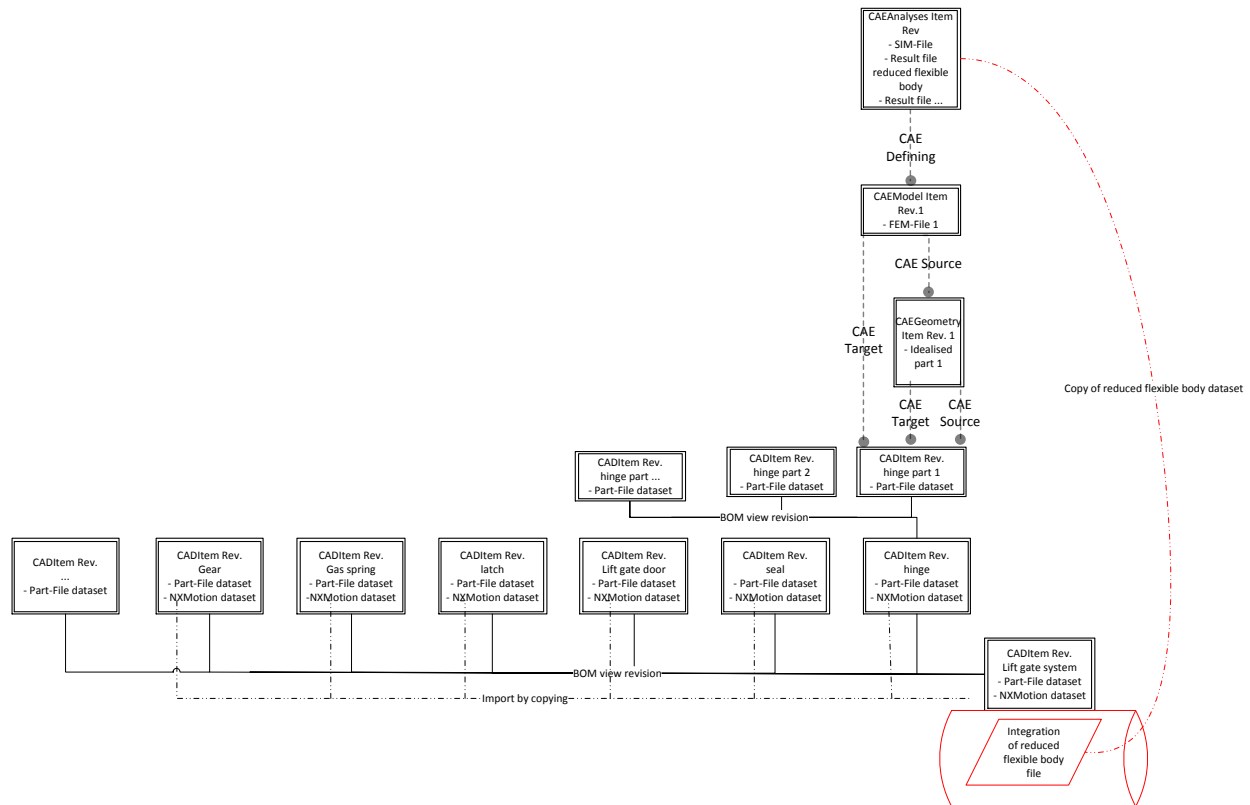 CAEAnalyses Item
Rev
- SIM-File
- Result file
reduced flexible
body
- Result file ...
CAE
Defining
CAEModel Item
Rev.1
- FEM-File 1
CAE Source
CAEGeometry
Item Rev. 1
- Idealised
part 1
CAE
Target
Copy of reduced flexible body dataset
CAE
Target
CAE
Source
CADItem Rev.
hinge part ...
- Part-File dataset
CADItem Rev.
hinge part 2
- Part-File dataset
CADItem Rev.
hinge part 1
- Part-File dataset
BOM view revision
CADItem Rev.
...
- Part-File dataset
CADItem Rev.
Gear
- Part-File dataset
- NXMotion dataset
CADItem Rev.
Gas spring
- Part-File dataset
-NXMotion dataset
CADItem Rev.
latch
- Part-File dataset
- NXMotion dataset
CADItem Rev.
Lift gate door
- Part-File dataset
- NXMotion dataset
CADItem Rev.
seal
- Part-File dataset
- NXMotion dataset
CADItem Rev.
hinge
- Part-File dataset
- NXMotion dataset
BOM view revision
Import by copying
CADItem Rev.
Lift gate system
- Part-File dataset
- NXMotion dataset
Integration
of reduced
flexible body
file